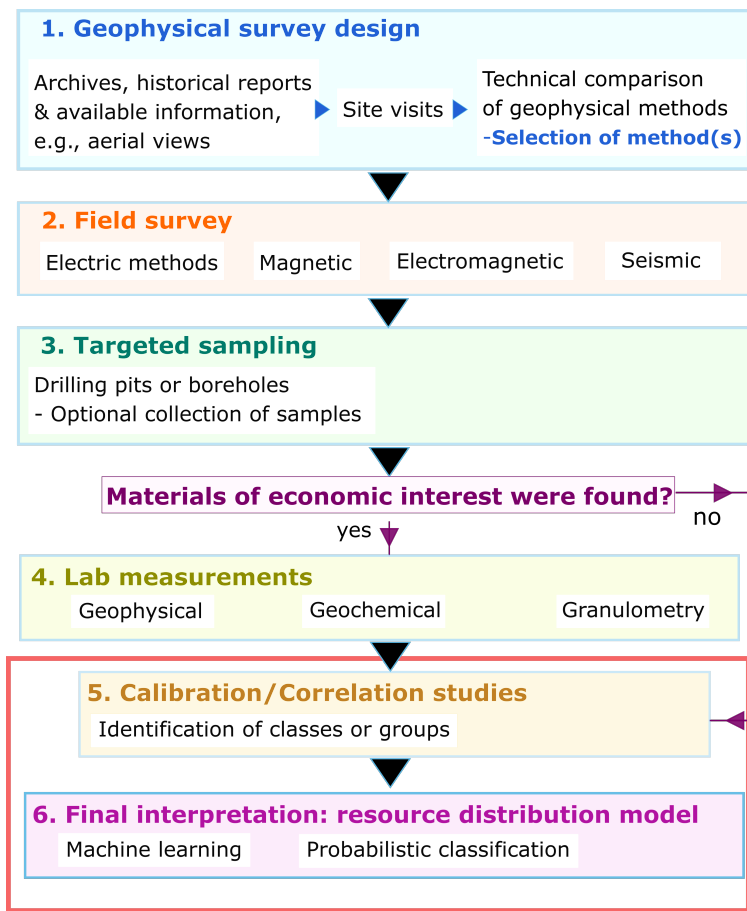 1. Geophysical survey design
Archives, historical reports
& available information,
e.g., aerial views
Site visits
Technical comparison
of geophysical methods
-Selection of method(s)
2. Field survey
Electric methods
Magnetic
Electromagnetic
Seismic
3. Targeted sampling
Drilling pits or boreholes
- Optional collection of samples
Materials of economic interest were found?
no
yes
4. Lab measurements
Geophysical
Geochemical
Granulometry
5. Calibration/Correlation studies
Identification of classes or groups
6. Final interpretation: resource distribution model
Machine learning
Probabilistic classification